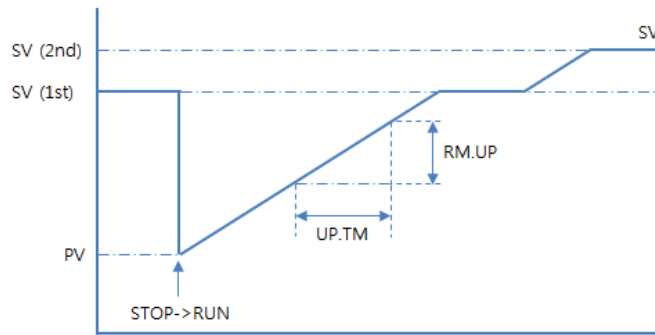 SV (2nd)
SV
SV (1st)
RM.UP
UP.TM
PV
STOP->RUN